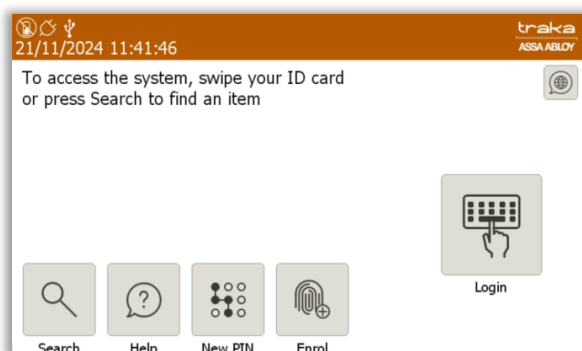 21/11/2024 11:41:46
traka
ASSA ABLOY
To access the system, swipe your ID card
or press Search to find an item
Login
Search
Help
New PIN
Enrol